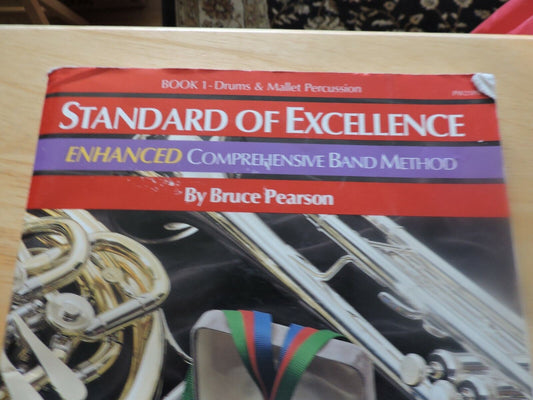 BOOK 1-Drums & Mallet Percussion
STANDARD OF EXCELLENCE
ENHANCED COMPREHENSIVE BAND METHOD
By Bruce Pearson